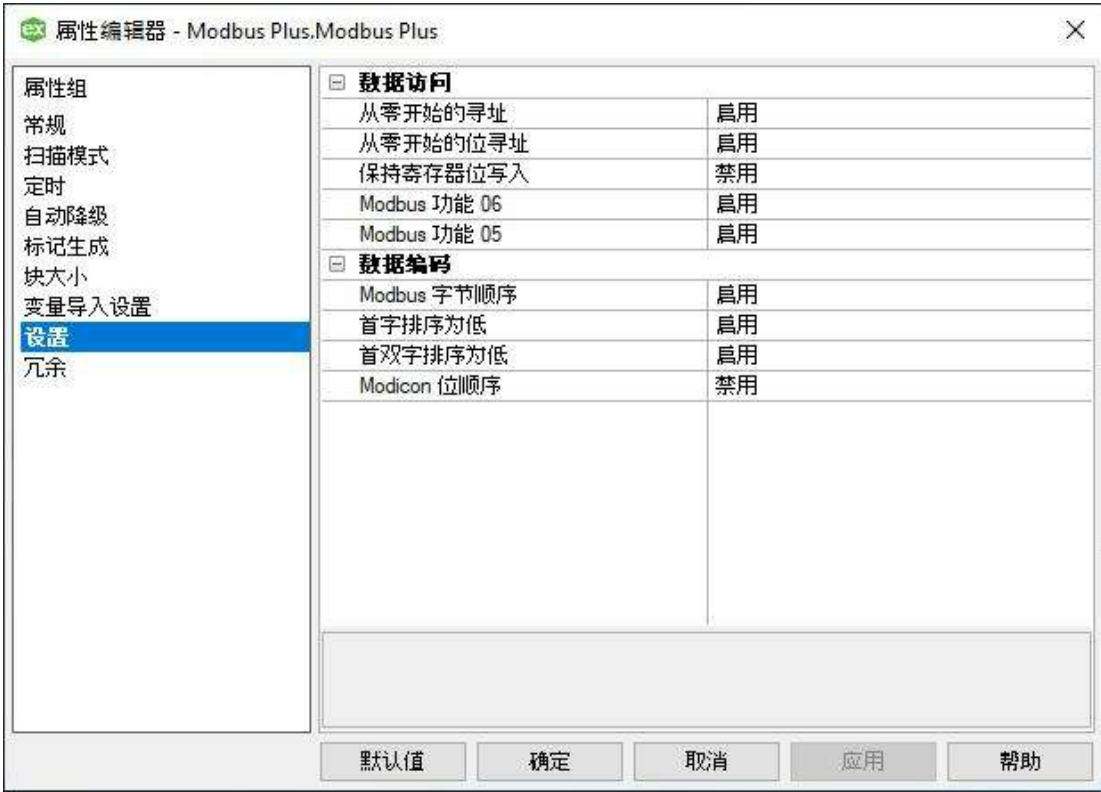 属性编辑器 - Modbus Plus.Modbus Plus
属性组
常规
扫描模式
定时
自动降级
标记生成
块大小
变量导入设置
设置
冗余
数据访问
从零开始的寻址 启用
从零开始的位寻址 启用
保持寄存器位写入 禁用
Modbus 功能 06 启用
Modbus 功能 05 启用
数据编码
Modbus 字节顺序 启用
首字排序为低 启用
首双字排序为低 启用
Modicon 位顺序 禁用
默认值 确定 取消 应用 帮助